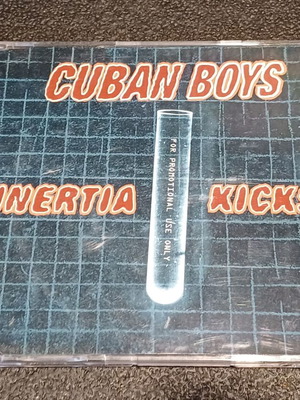 CUBAN BOYS
INERTIA KICKS
FOR PROMOTIONAL USE ONLY